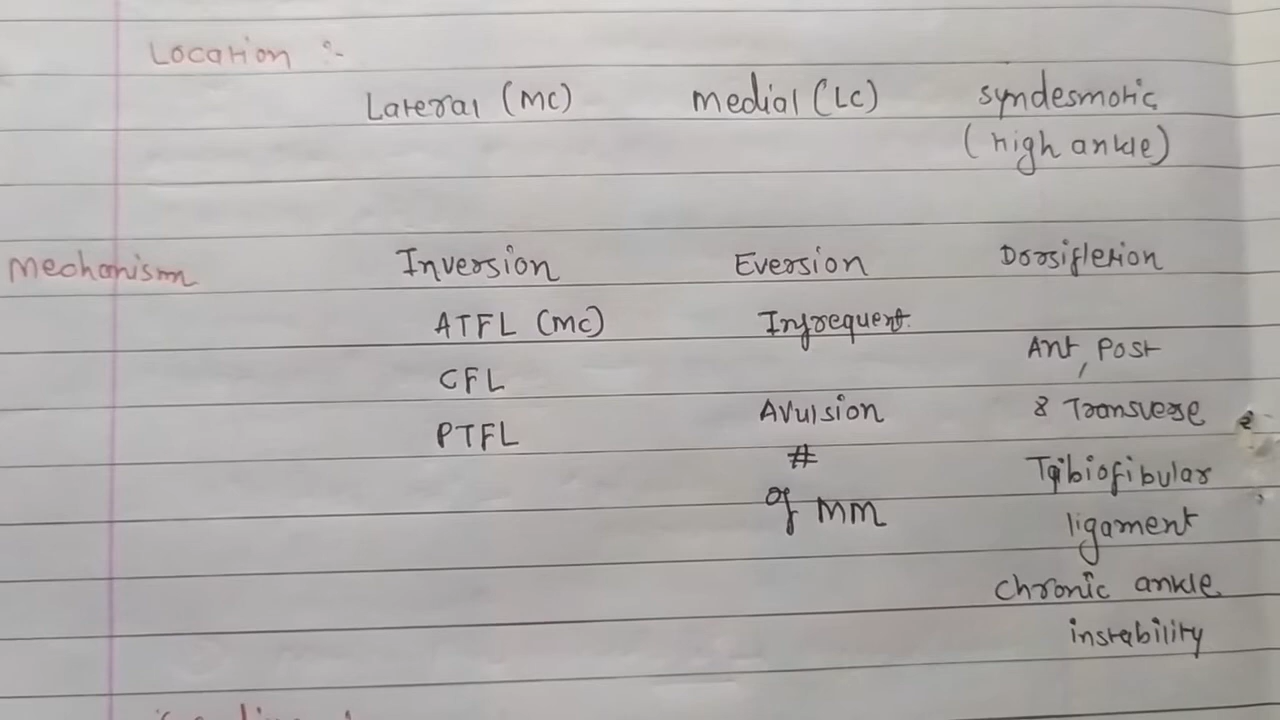 Location :-
Lateral (MC) Medial (LC) Syndesmotic
(High ankle)
Mechanism Inversion Eversion Dorsiflexion
ATFL (MC) Infrequent.
Ant, Post
CFL
Avulsion & Transverse
PTFL
#
Tibiofibular
of MM
ligament
Chronic ankle
instability